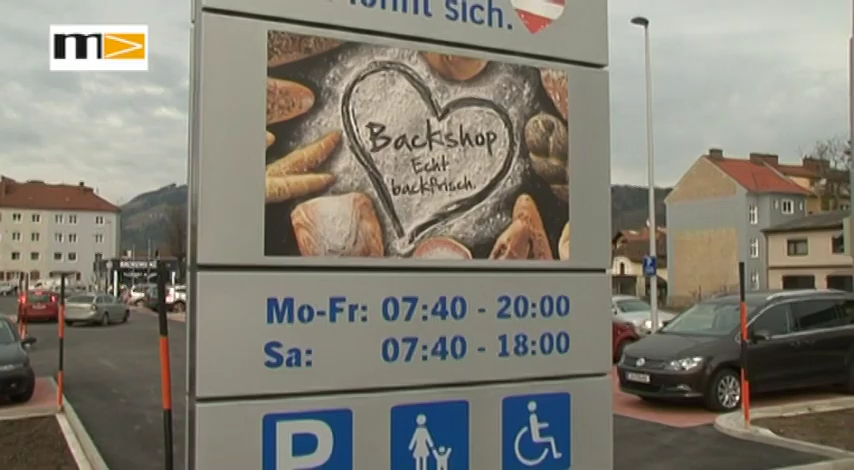 lohnt sich.
m
Backshop
Echt
backfrisch.
Mo-Fr: 07:40 - 20:00
Sa: 07:40 - 18:00
P